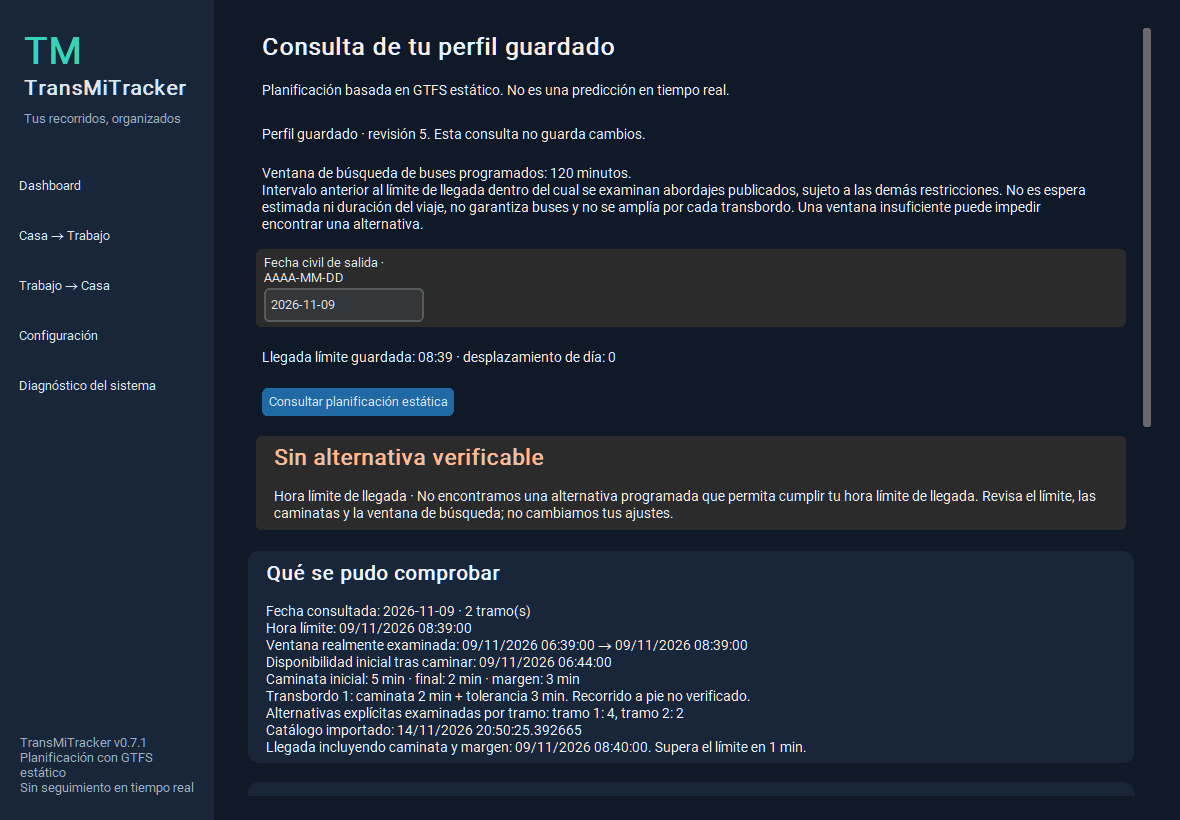 TM
TransMiTracker
Tus recorridos, organizados
Dashboard
Casa → Trabajo
Trabajo → Casa
Configuración
Diagnóstico del sistema
TransMiTracker v0.7.1
Planificación con GTFS
estático
Sin seguimiento en tiempo real
Consulta de tu perfil guardado
Planificación basada en GTFS estático. No es una predicción en tiempo real.
Perfil guardado · revisión 5. Esta consulta no guarda cambios.
Ventana de búsqueda de buses programados: 120 minutos.
Intervalo anterior al límite de llegada dentro del cual se examinan abordajes publicados, sujeto a las demás restricciones. No es espera
estimada ni duración del viaje, no garantiza buses y no se amplía por cada transbordo. Una ventana insuficiente puede impedir
encontrar una alternativa.
Fecha civil de salida ·
AAAA-MM-DD
2026-11-09
Llegada límite guardada: 08:39 · desplazamiento de día: 0
Consultar planificación estática
Sin alternativa verificable
Hora límite de llegada · No encontramos una alternativa programada que permita cumplir tu hora límite de llegada. Revisa el límite, las
caminatas y la ventana de búsqueda; no cambiamos tus ajustes.
Qué se pudo comprobar
Fecha consultada: 2026-11-09 · 2 tramo(s)
Hora límite: 09/11/2026 08:39:00
Ventana realmente examinada: 09/11/2026 06:39:00 → 09/11/2026 08:39:00
Disponibilidad inicial tras caminar: 09/11/2026 06:44:00
Caminata inicial: 5 min · final: 2 min · margen: 3 min
Transbordo 1: caminata 2 min + tolerancia 3 min. Recorrido a pie no verificado.
Alternativas explícitas examinadas por tramo: tramo 1: 4, tramo 2: 2
Catálogo importado: 14/11/2026 20:50:25.392665
Llegada incluyendo caminata y margen: 09/11/2026 08:40:00. Supera el límite en 1 min.